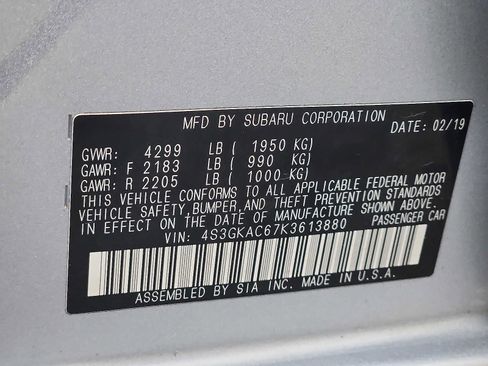 MFD BY SUBARU CORPORATION
DATE: 02/19
GVWR: 4299 LB ( 1950 KG)
GAWR: F 2183 LB ( 990 KG)
GAWR: R 2205 LB ( 1000 KG)
THIS VEHICLE CONFORMS TO ALL APPLICABLE FEDERAL MOTOR
VEHICLE SAFETY,BUMPER,AND THEFT PREVENTION STANDARDS
IN EFFECT ON THE DATE OF MANUFACTURE SHOWN ABOVE.
VIN: 4S3GKAC67K3613880 PASSENGER CAR
ASSEMBLED BY SIA INC. MADE IN U.S.A.